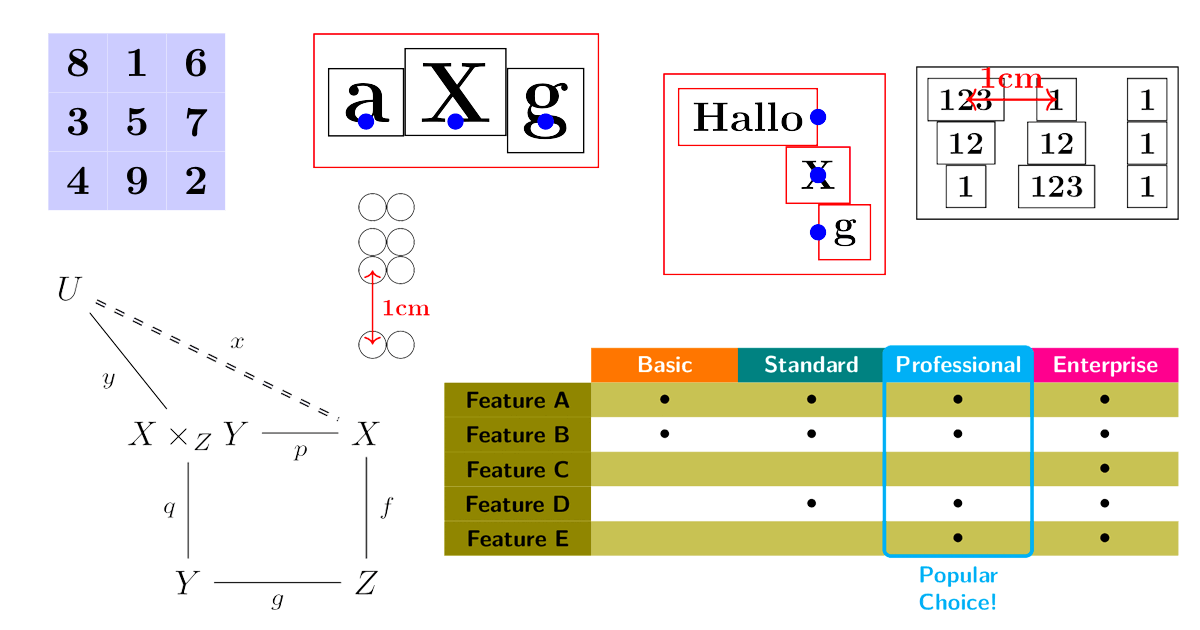 8 1 6
3 5 7
4 9 2
a X g
Hallo
X
g
1cm
123 1 1
12 12 1
1 123 1
1cm
U
x
y
X ×Z Y
p
X
q
f
Y
g
Z
Basic Standard Professional Enterprise
Feature A • • • •
Feature B • • • •
Feature C •
Feature D • • •
Feature E • •
Popular
Choice!